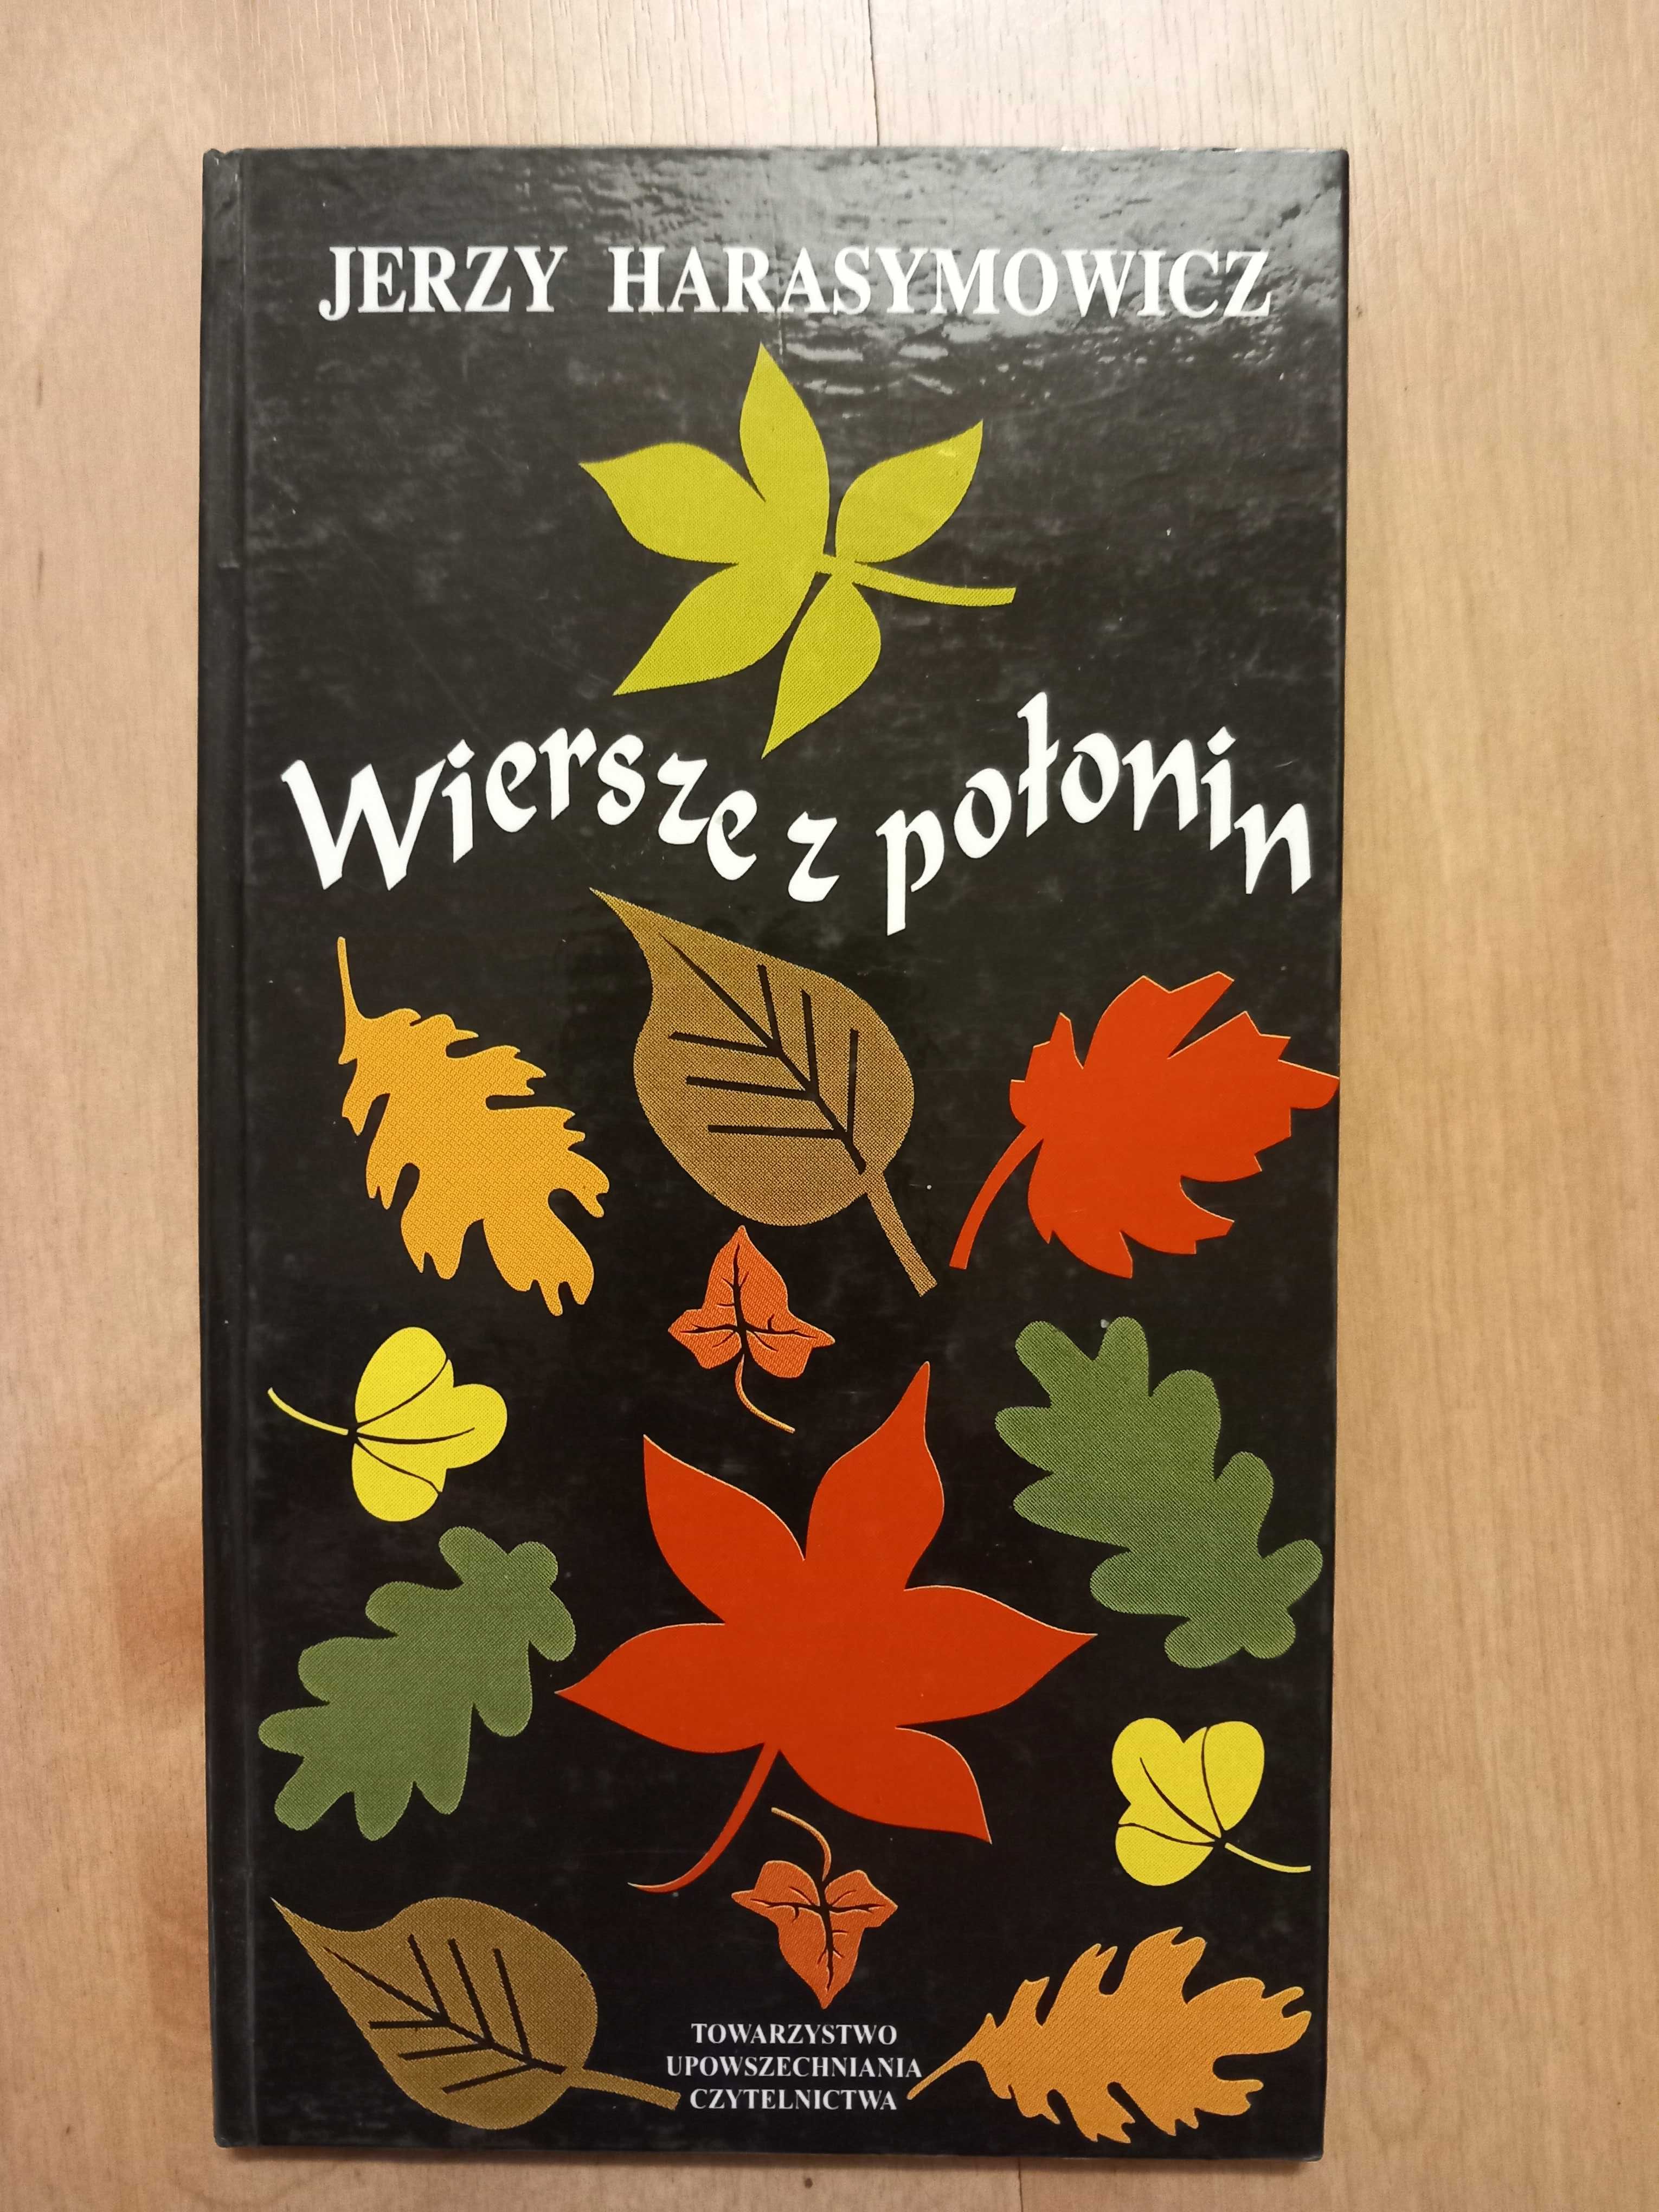 JERZY HARASYMOWICZ
Wiersze z połonin
TOWARZYSTWO
UPOWSZECHNIANIA
CZYTELNICTWA